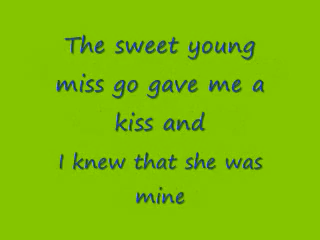 The sweet young
miss go gave me a
kiss and
I knew that she was
mine